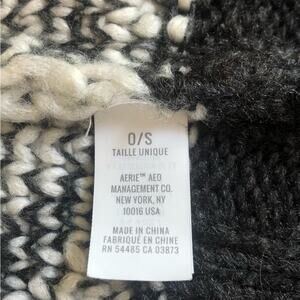 O/S
TAILLE UNIQUE
AERIE™ AEO
MANAGEMENT CO.
NEW YORK, NY
10016 USA
MADE IN CHINA
FABRIQUÉ EN CHINE
RN 54485 CA 03873